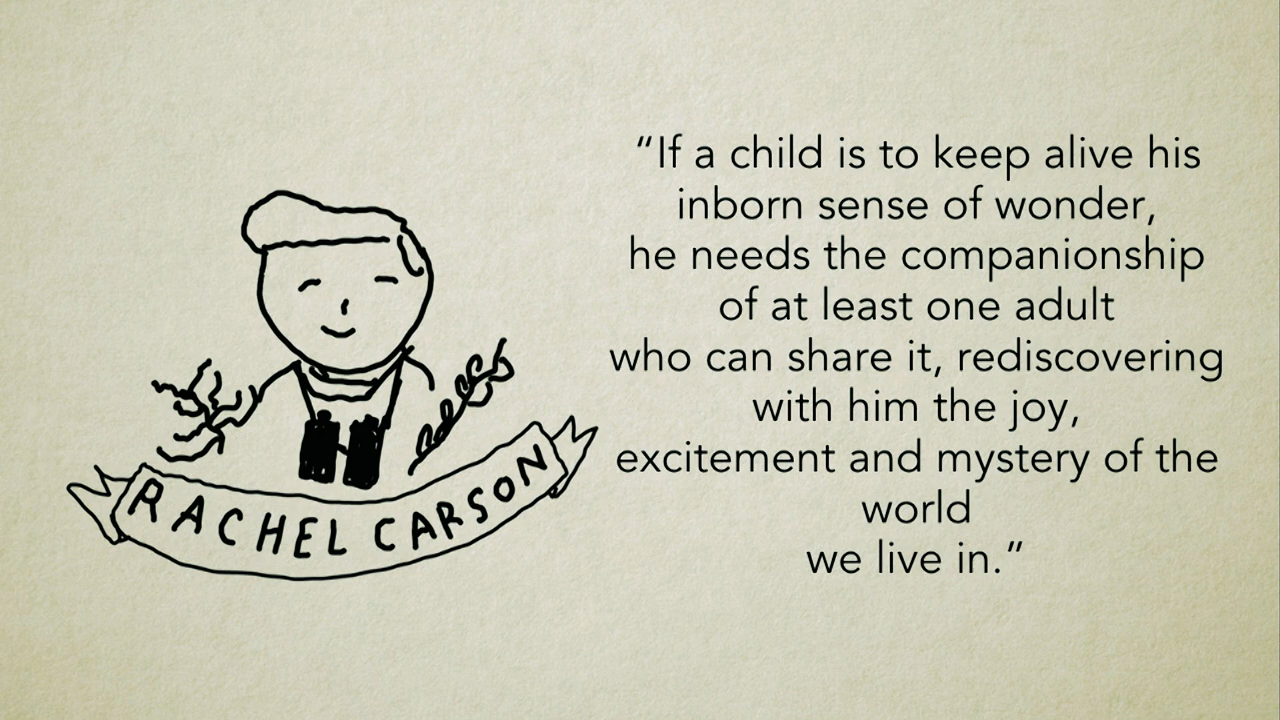 RACHEL CARSON
“If a child is to keep alive his
inborn sense of wonder,
he needs the companionship
of at least one adult
who can share it, rediscovering
with him the joy,
excitement and mystery of the
world
we live in.”